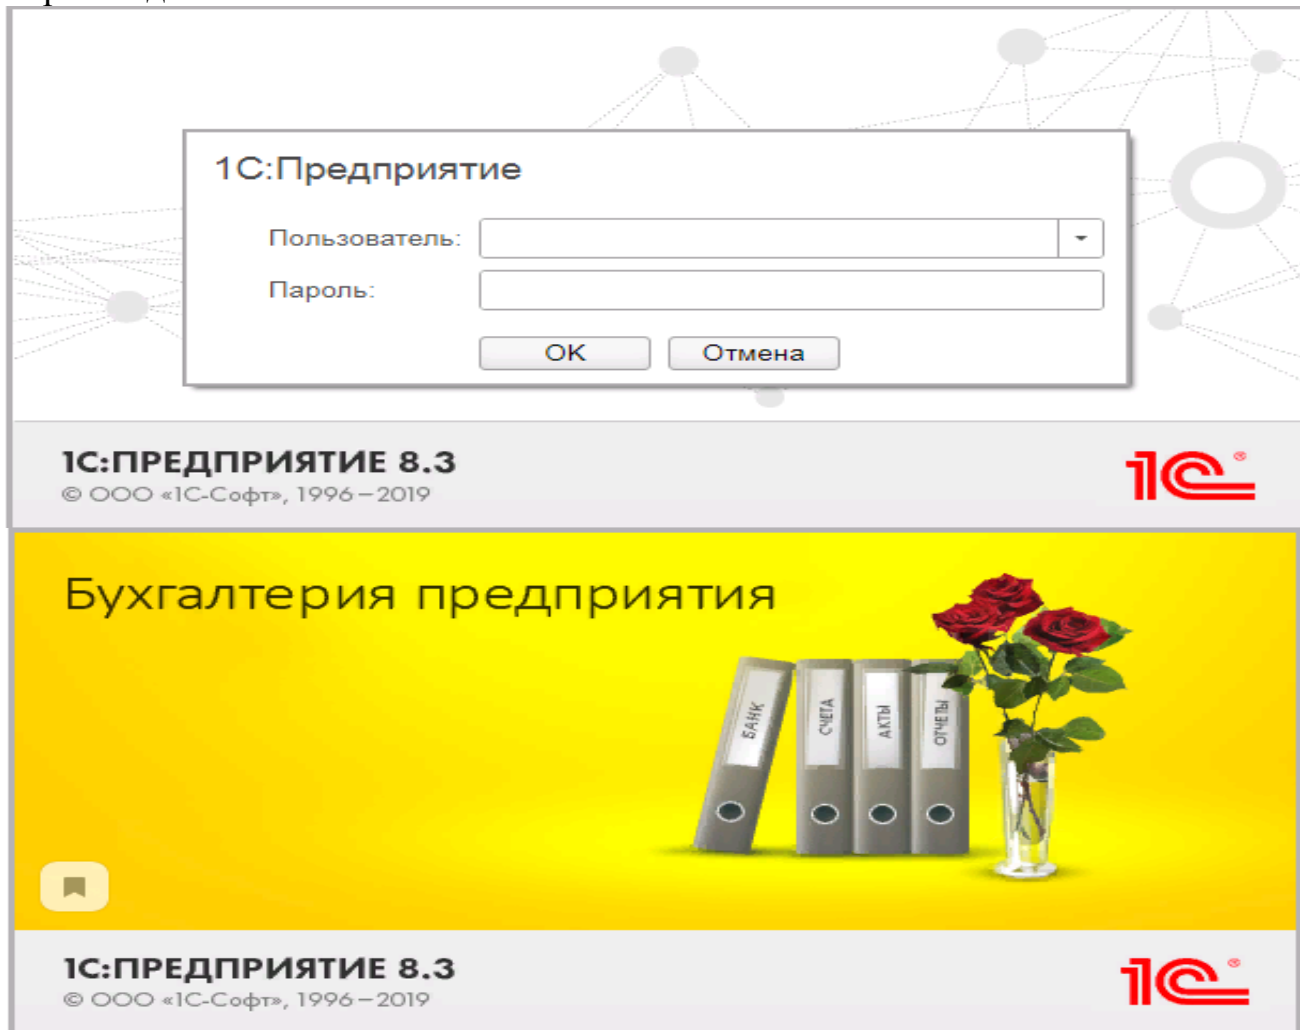 1С:Предприятие
Пользователь:
Пароль:
OK
Отмена
1С:ПРЕДПРИЯТИЕ 8.3
© ООО «1С-Софт», 1996–2019
1С®
Бухгалтерия предприятия
БАНК
СЧЕТА
АКТЫ
ОТЧЕТЫ
1С:ПРЕДПРИЯТИЕ 8.3
© ООО «1С-Софт», 1996–2019
1С®